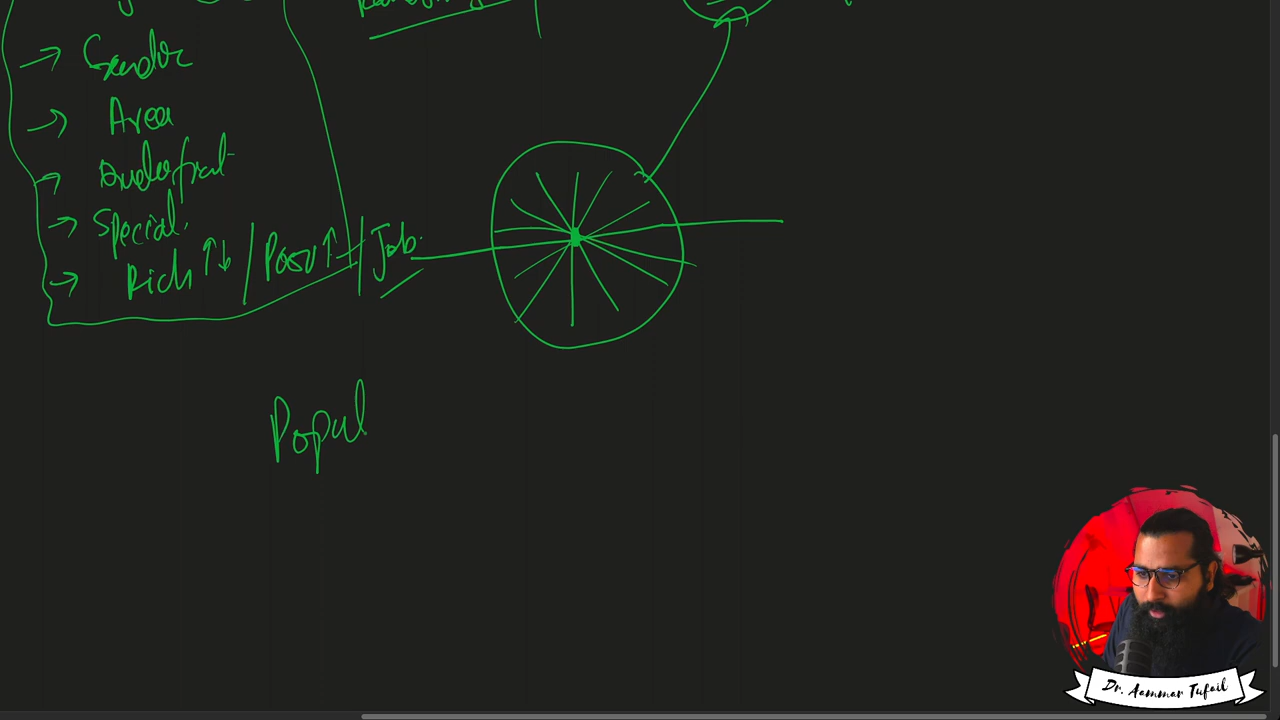 → Gender
→ Area
→
→ Special.
→ Rich ↑↓ / Poor ↑ / Job.
Popul
Dr. Aammar Tufail